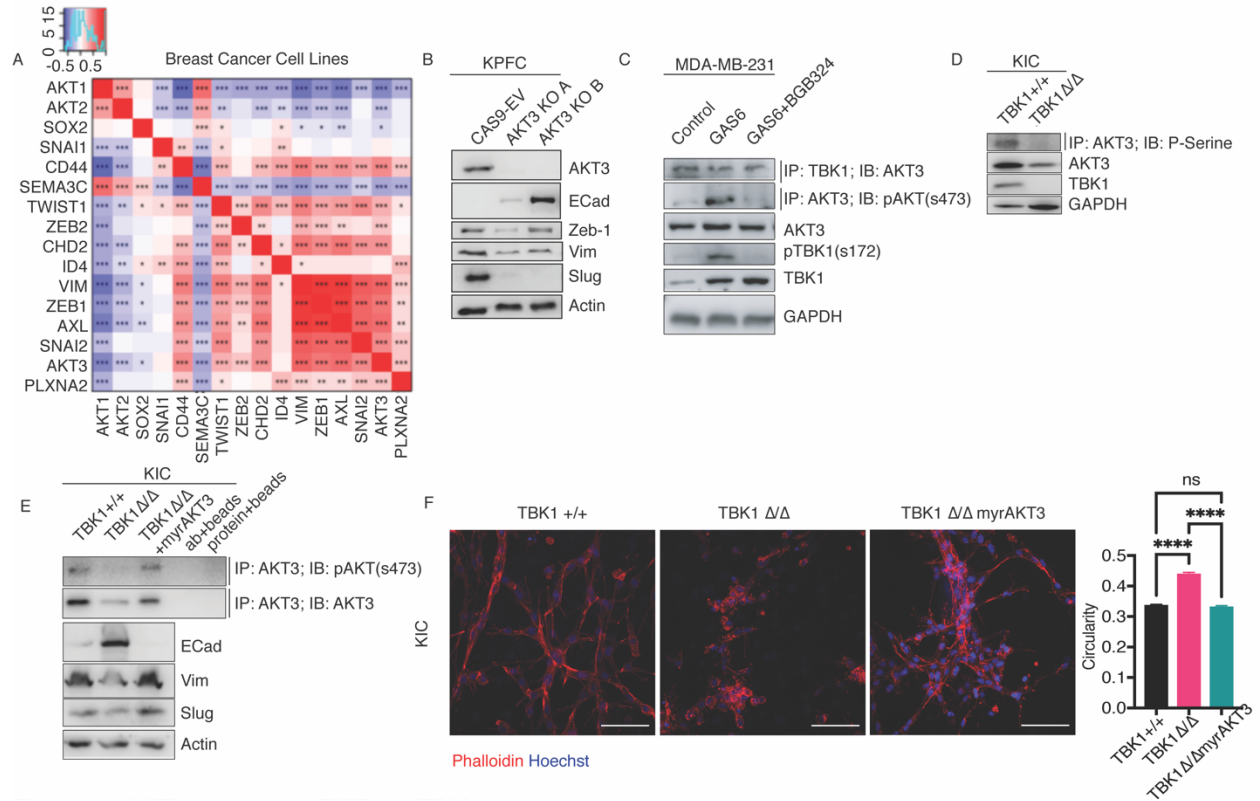 15
10
5
0
-0.5 0.5
A
Breast Cancer Cell Lines
AKT1 *** *** *** *** *** *** *** *** *** *** *** *** *** ***
AKT2
SOX2
SNAI1
CD44
SEMA3C
TWIST1
ZEB2
CHD2
ID4
VIM
ZEB1
AXL
SNAI2
AKT3
PLXNA2
AKT1 AKT2 SOX2 SNAI1 CD44 SEMA3C TWIST1 ZEB2 CHD2 ID4 VIM ZEB1 AXL SNAI2 AKT3 PLXNA2
B
KPFC
CAS9-EV
AKT3 KO A
AKT3 KO B
AKT3
ECad
Zeb-1
Vim
Slug
Actin
C
MDA-MB-231
Control
GAS6
GAS6+BGB324
IP: TBK1; IB: AKT3
IP: AKT3; IB: pAKT(s473)
AKT3
pTBK1(s172)
TBK1
GAPDH
D
KIC
TBK1+/+
TBK1Δ/Δ
IP: AKT3; IB: P-Serine
AKT3
TBK1
GAPDH
E
KIC
TBK1+/+
TBK1Δ/Δ
TBK1Δ/Δ
+myrAKT3
ab+beads
protein+beads
IP: AKT3; IB: pAKT(s473)
IP: AKT3; IB: AKT3
ECad
Vim
Slug
Actin
F
TBK1 +/+
TBK1 Δ/Δ
TBK1 Δ/Δ myrAKT3
KIC
Phalloidin Hoechst
ns
****
****
0.5
0.4
0.3
0.2
0.1
0.0
Circularity
TBK1+/+
TBK1Δ/Δ
TBK1Δ/ΔmyrAKT3